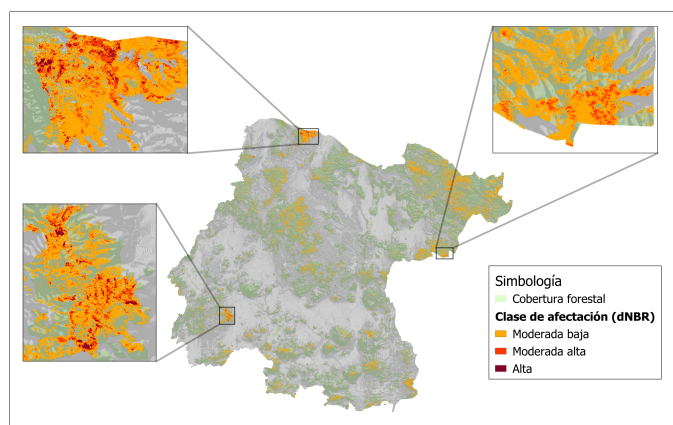 Simbología
Cobertura forestal
Clase de afectación (dNBR)
Moderada baja
Moderada alta
Alta